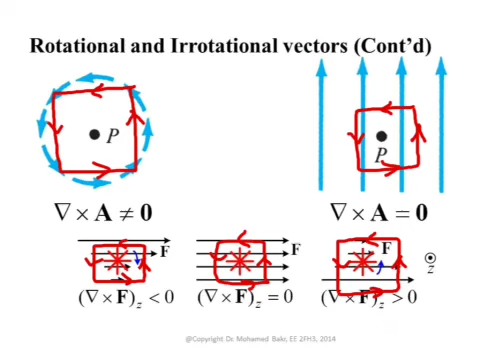 Rotational and Irrotational vectors (Cont'd)
P
P
∇ × A ≠ 0
∇ × A = 0
F
F
F
z
(∇ × F)z < 0
(∇ × F)z = 0
(∇ × F)z > 0
@Copyright Dr. Mohamed Bakr, EE 2FH3, 2014